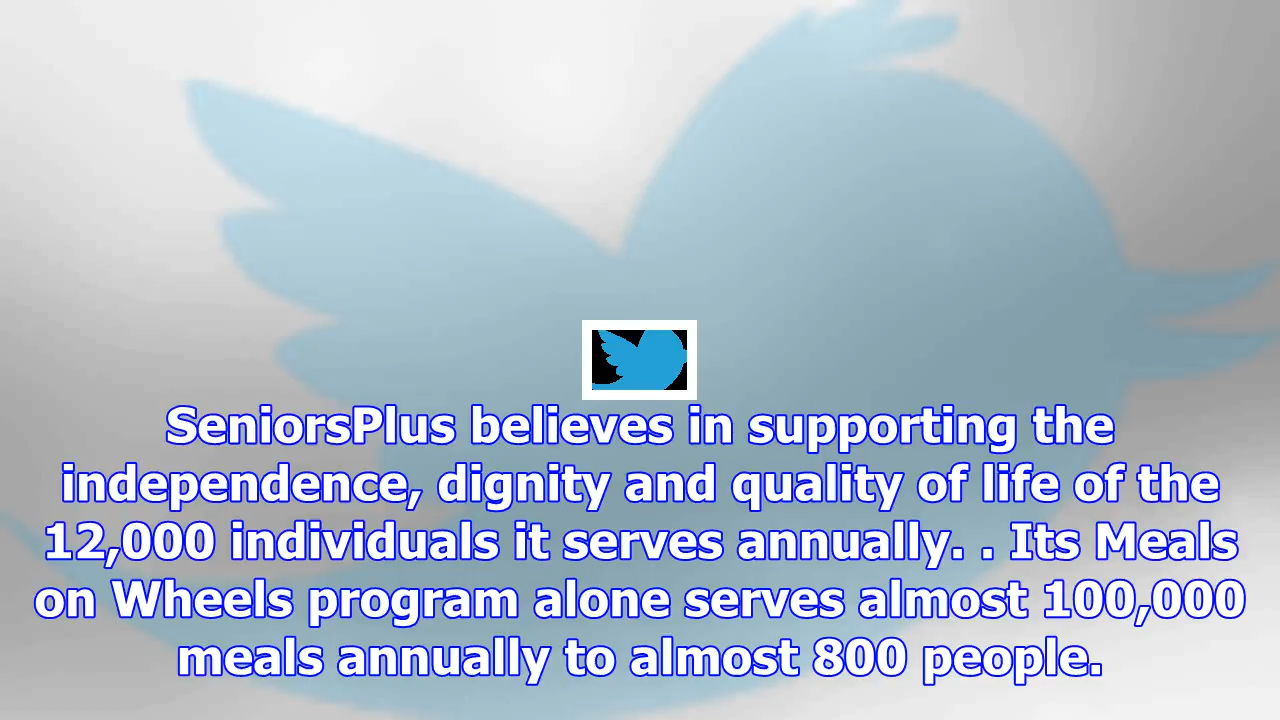 SeniorsPlus believes in supporting the
independence, dignity and quality of life of the
12,000 individuals it serves annually. . Its Meals
on Wheels program alone serves almost 100,000
meals annually to almost 800 people.